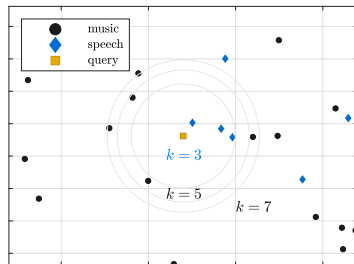 music
speech
query
k = 3
k = 5
k = 7